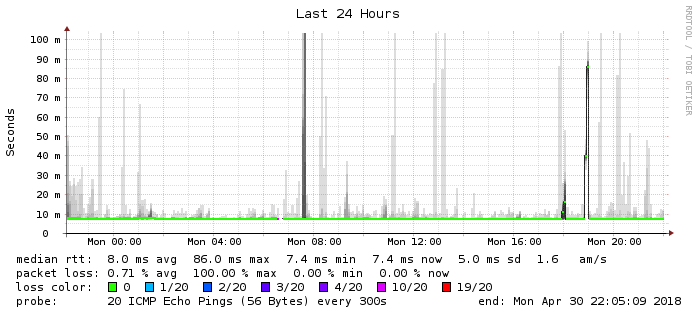 Last 24 Hours
RRDTOOL / TOBI OETIKER
Seconds
100 m
90 m
80 m
70 m
60 m
50 m
40 m
30 m
20 m
10 m
0
Mon 00:00 Mon 04:00 Mon 08:00 Mon 12:00 Mon 16:00 Mon 20:00
median rtt: 8.0 ms avg 86.0 ms max 7.4 ms min 7.4 ms now 5.0 ms sd 1.6 am/s
packet loss: 0.71 % avg 100.00 % max 0.00 % min 0.00 % now
loss color: 0 1/20 2/20 3/20 4/20 10/20 19/20
probe: 20 ICMP Echo Pings (56 Bytes) every 300s end: Mon Apr 30 22:05:09 2018